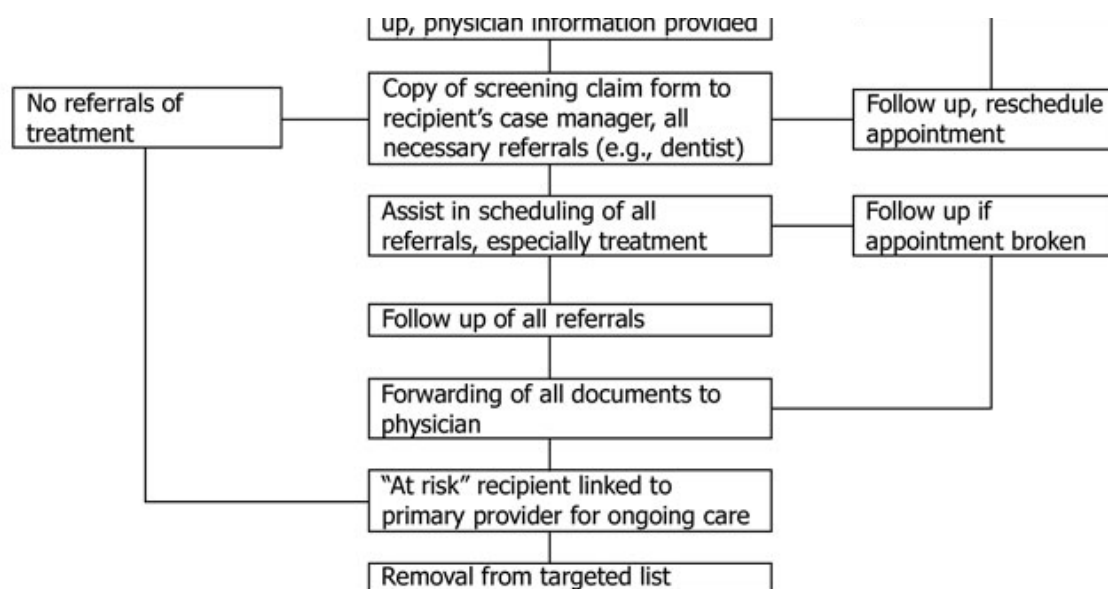 up, physician information provided
No referrals of
treatment
Copy of screening claim form to
recipient's case manager, all
necessary referrals (e.g., dentist)
Follow up, reschedule
appointment
Assist in scheduling of all
referrals, especially treatment
Follow up if
appointment broken
Follow up of all referrals
Forwarding of all documents to
physician
“At risk” recipient linked to
primary provider for ongoing care
Removal from targeted list